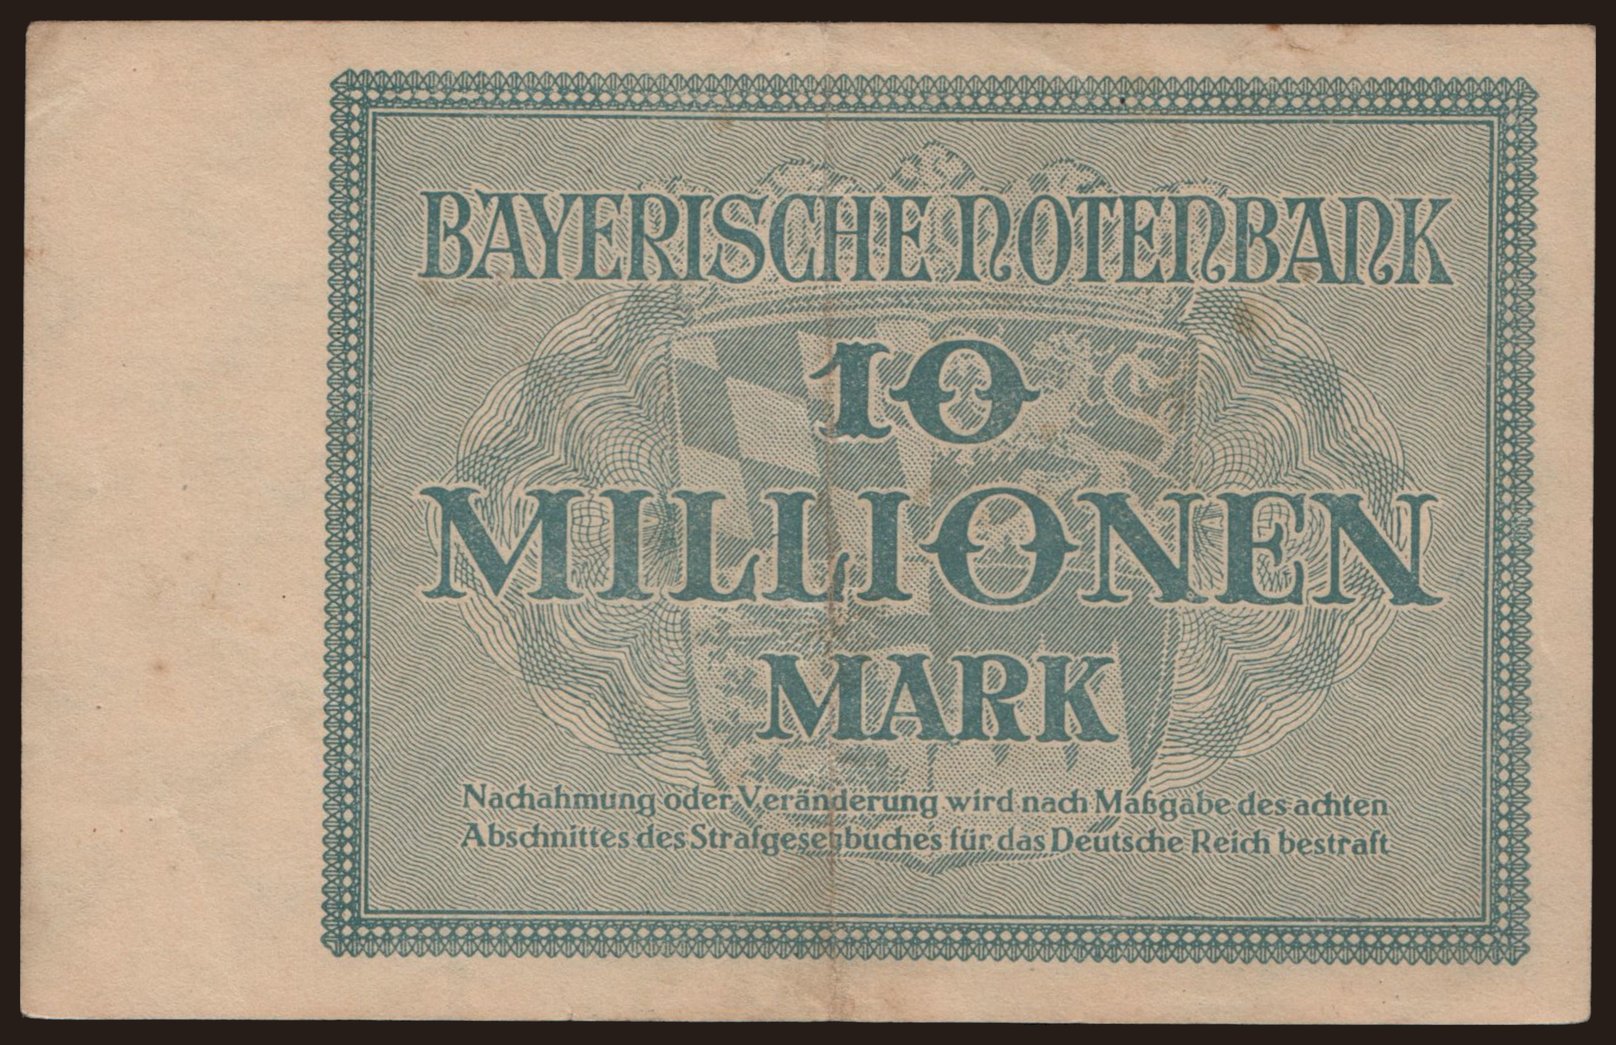 BAYERISCHE NOTENBANK
10
MILLIONEN
MARK
Nachahmung oder Veränderung wird nach Maßgabe des achten
Abschnittes des Strafgesetzbuches für das Deutsche Reich bestraft